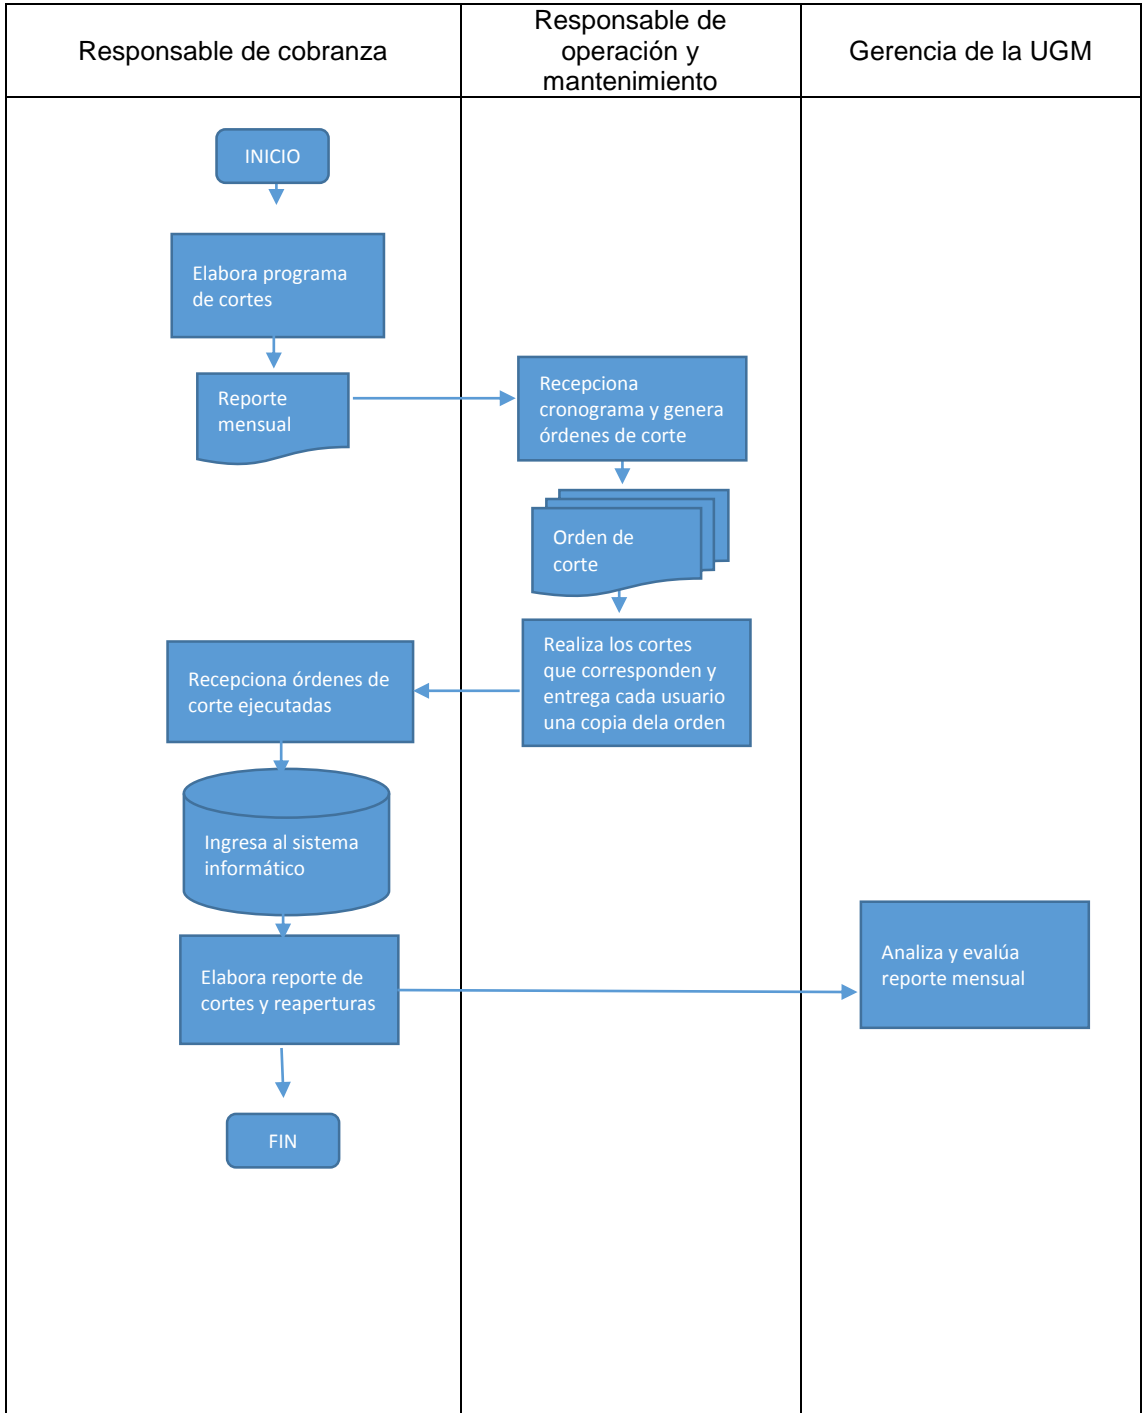 Responsable de cobranza
Responsable de
operación y
mantenimiento
Gerencia de la UGM
INICIO
Elabora programa
de cortes
Reporte
mensual
Recepciona
cronograma y genera
órdenes de corte
Orden de
corte
Realiza los cortes
que corresponden y
entrega cada usuario
una copia dela orden
Recepciona órdenes de
corte ejecutadas
Ingresa al sistema
informático
Elabora reporte de
cortes y reaperturas
Analiza y evalúa
reporte mensual
FIN